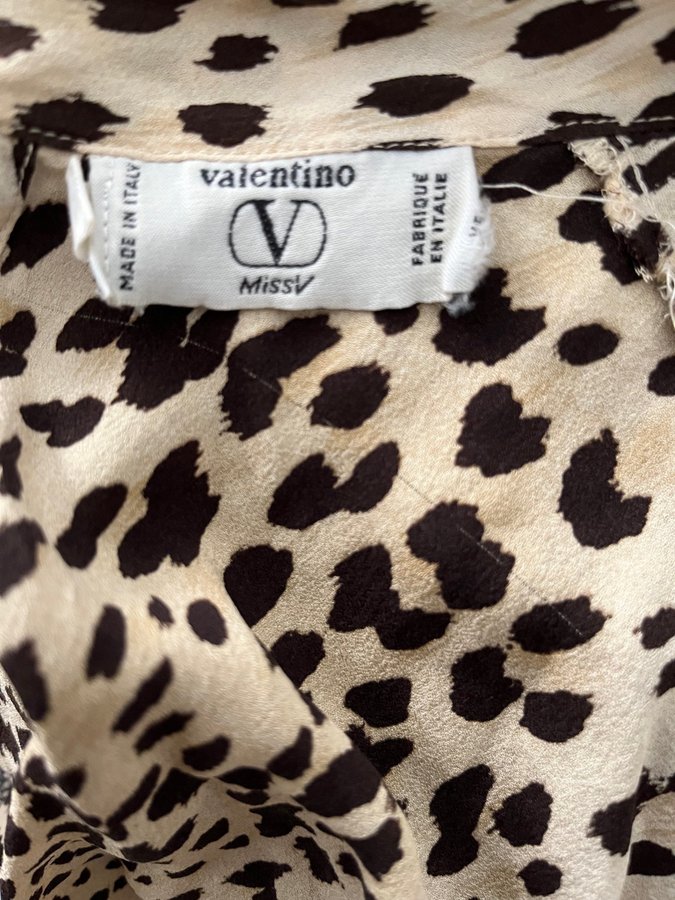 valentino
MADE IN ITALY
V
FABRIQUÉ
EN ITALIE
MissV